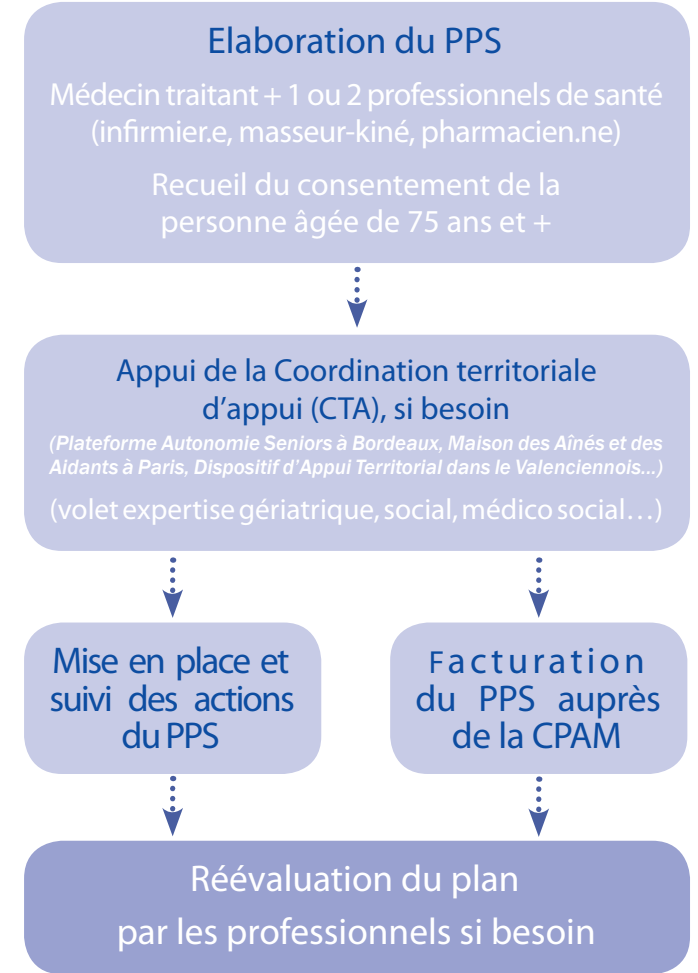 Elaboration du PPS
Médecin traitant + 1 ou 2 professionnels de santé
(infirmier.e, masseur-kiné, pharmacien.ne)
Recueil du consentement de la
personne âgée de 75 ans et +
Appui de la Coordination territoriale
d'appui (CTA), si besoin
(Plateforme Autonomie Seniors à Bordeaux, Maison des Aînés et des
Aidants à Paris, Dispositif d'Appui Territorial dans le Valenciennois...)
(volet expertise gériatrique, social, médico social…)
Mise en place et
suivi des actions
du PPS
Facturation
du PPS auprès
de la CPAM
Réévaluation du plan
par les professionnels si besoin